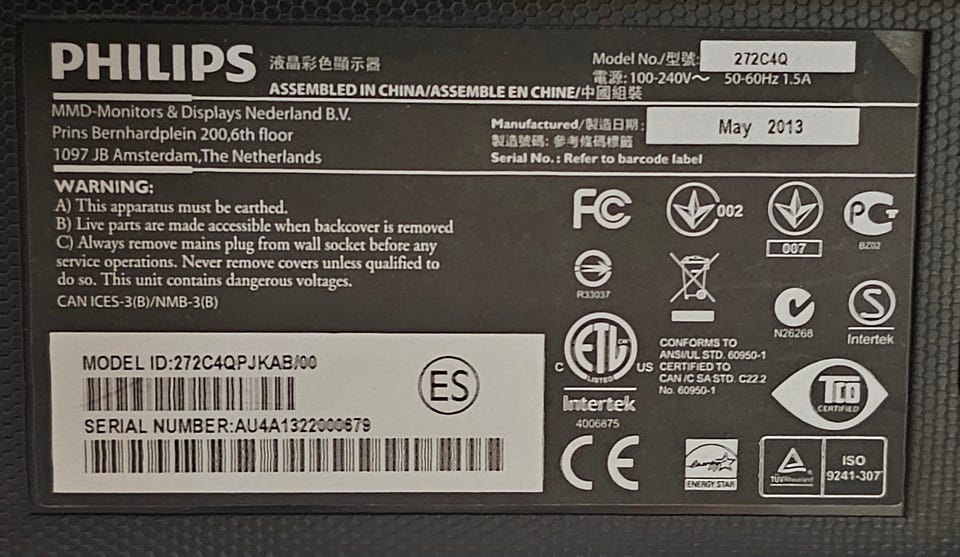 PHILIPS 液晶彩色顯示器
Model No./型號: 272C4Q
電源:100-240V～ 50-60Hz 1.5A
ASSEMBLED IN CHINA/ASSEMBLE EN CHINE/中國組裝
MMD-Monitors & Displays Nederland B.V.
Prins Bernhardplein 200,6th floor
1097 JB Amsterdam,The Netherlands
Manufactured/製造日期: May 2013
製造號碼: 參考條碼標籤
Serial No.: Refer to barcode label
WARNING:
A) This apparatus must be earthed.
B) Live parts are made accessible when backcover is removed
C) Always remove mains plug from wall socket before any
service operations. Never remove covers unless qualified to
do so. This unit contains dangerous voltages.
CAN ICES-3(B)/NMB-3(B)
FC
002
007
PG
BZ02
R33037
N26268
S
Intertek
ETL
LISTED
C US
Intertek
4006875
CONFORMS TO
ANSI/UL STD. 60950-1
CERTIFIED TO
CAN /C SA STD. C22.2
No. 60950-1
TCO
CERTIFIED
MODEL ID:272C4QPJKAB/00
ES
SERIAL NUMBER:AU4A1322000679
CE
energy
ENERGY STAR
TÜVRheinland
ISO
9241-307